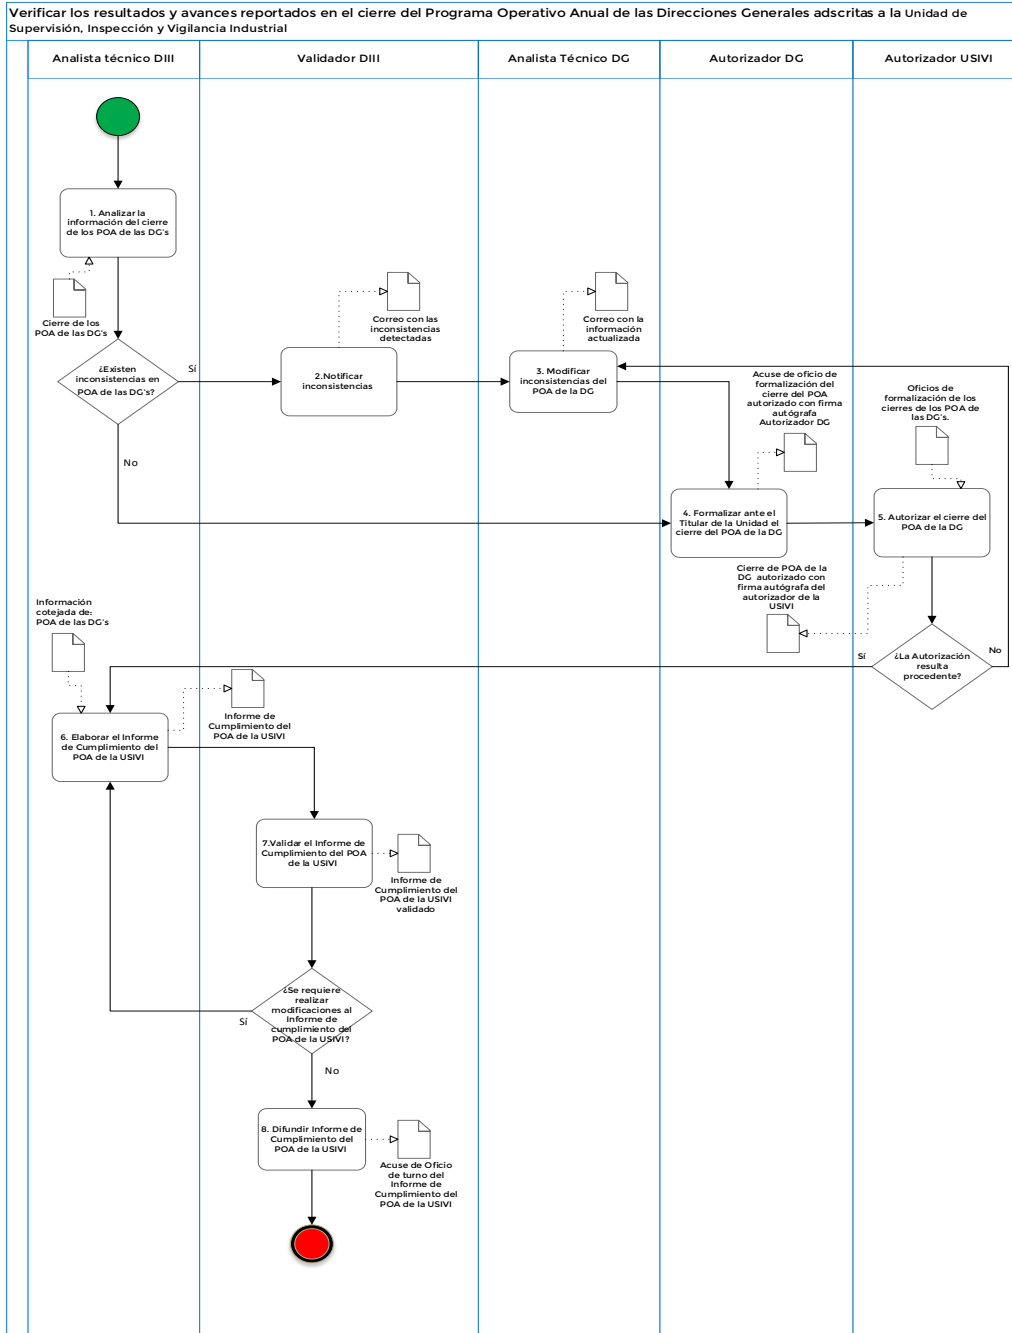 Verificar los resultados y avances reportados en el cierre del Programa Operativo Anual de las Direcciones Generales adscritas a la Unidad de
Supervisión, Inspección y Vigilancia Industrial
Analista técnico DIII
Validador DIII
Analista Técnico DG
Autorizador DG
Autorizador USIVI
1. Analizar la
información del cierre
de los POA de las DG's
Cierre de los
POA de las DG's
¿Existen
inconsistencias en
POA de las DG's?
Sí
No
Correo con las
inconsistencias
detectadas
2.Notificar
inconsistencias
Correo con la
información
actualizada
3. Modificar
inconsistencias del
POA de la DG
Acuse de oficio de
formalización del
cierre del POA
autorizado con firma
autógrafa
Autorizador DG
4. Formalizar ante el
Titular de la Unidad el
cierre del POA de la DG
Oficios de
formalización de los
cierres de los POA de
las DG's.
5. Autorizar el cierre del
POA de la DG
Cierre de POA de la
DG autorizado con
firma autógrafa del
autorizador de la
USIVI
¿La Autorización
resulta
procedente?
Sí
No
Información
cotejada de:
POA de las DG's
6. Elaborar el Informe
de Cumplimiento del
POA de la USIVI
Informe de
Cumplimiento del
POA de la USIVI
7.Validar el Informe de
Cumplimiento del POA
de la USIVI
Informe de
Cumplimiento del
POA de la USIVI
validado
¿Se requiere
realizar
modificaciones al
Informe de
cumplimiento del
POA de la USIVI?
Sí
No
8. Difundir Informe de
Cumplimiento del
POA de la USIVI
Acuse de Oficio
de turno del
Informe de
Cumplimiento del
POA de la USIVI